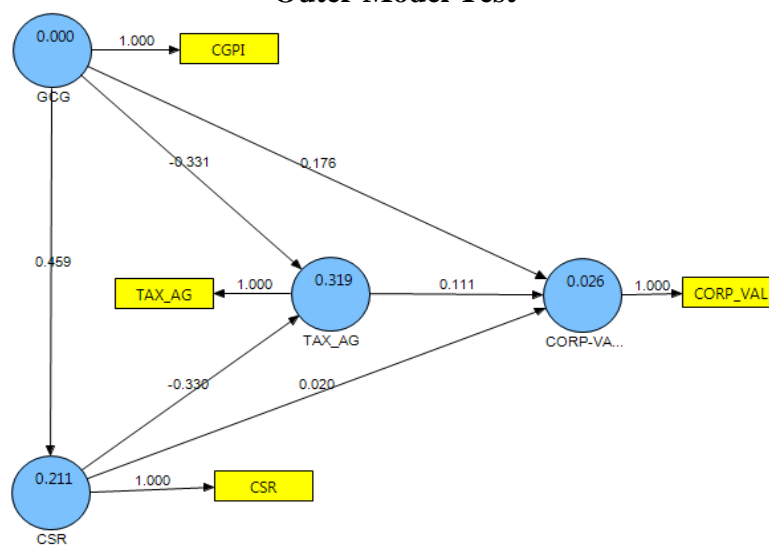 Outer Model Test
0.000
1.000
CGPI
GCG
-0.331
0.176
0.459
TAX_AG
1.000
0.319
0.111
0.026
1.000
CORP_VAL
TAX_AG
CORP-VA...
-0.330
0.020
0.211
1.000
CSR
CSR